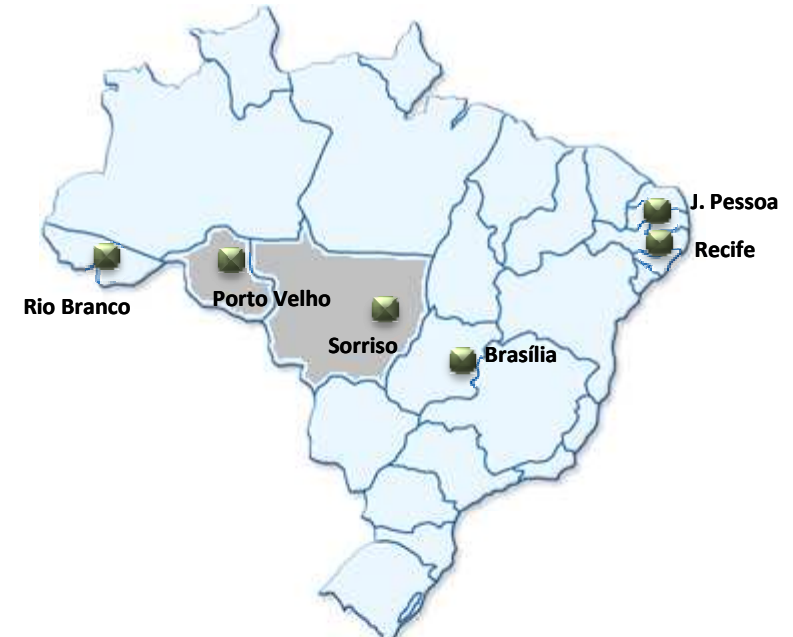 J. Pessoa
Recife
Rio Branco
Porto Velho
Sorriso
Brasília